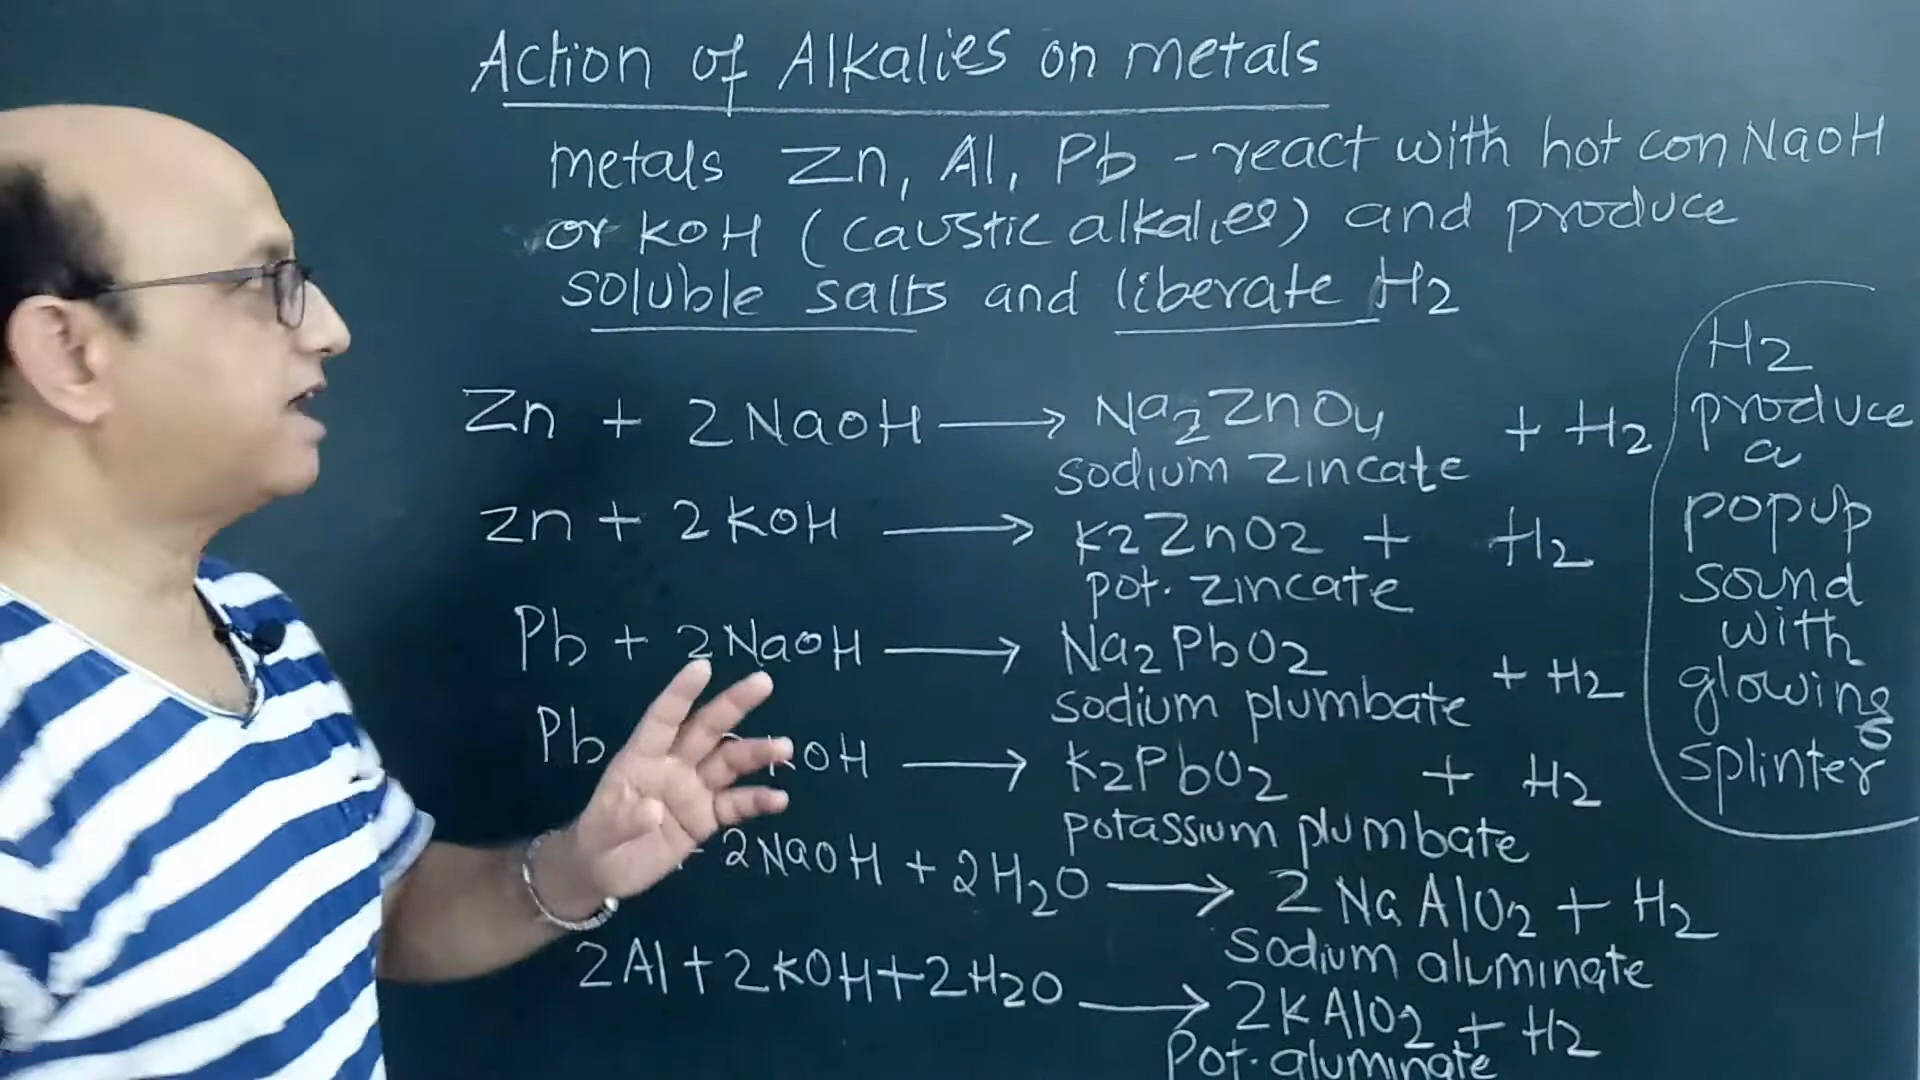 Action of Alkalies on metals
metals Zn, Al, Pb - react with hot con NaOH
or KOH (caustic alkalies) and produce
soluble salts and liberate H2
Zn + 2NaOH → Na2ZnO4 + H2
sodium zincate
Zn + 2KOH → K2ZnO2 + H2
pot. zincate
Pb + 2NaOH → Na2PbO2 + H2
sodium plumbate
Pb KOH → K2PbO2 + H2
potassium plumbate
2NaOH + 2H2O → 2NaAlO2 + H2
sodium aluminate
2Al + 2KOH + 2H2O → 2KAlO2 + H2
Pot. aluminate
H2
produce
a
popup
sound
with
glowing
splinter